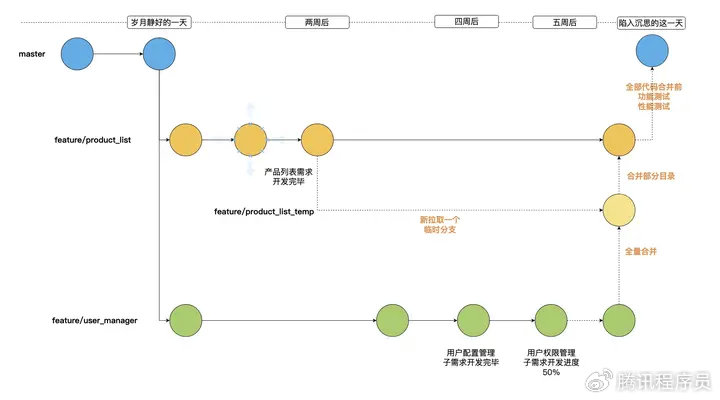 岁月静好的一天
两周后
四周后
五周后
陷入沉思的这一天
master
全部代码合并前
功能测试
性能测试
feature/product_list
产品列表需求
开发完毕
合并部分目录
feature/product_list_temp
新拉取一个
临时分支
全量合并
feature/user_manager
用户配置管理
子需求开发完毕
用户权限管理
子需求开发进度
50%
腾讯程序员